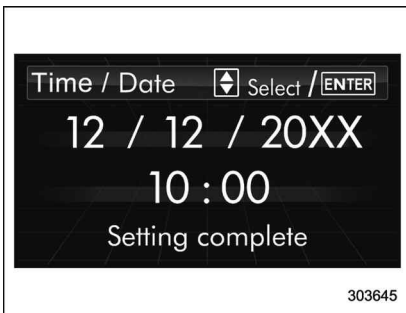 Time / Date Select / ENTER
12 / 12 / 20XX
10 : 00
Setting complete
303645